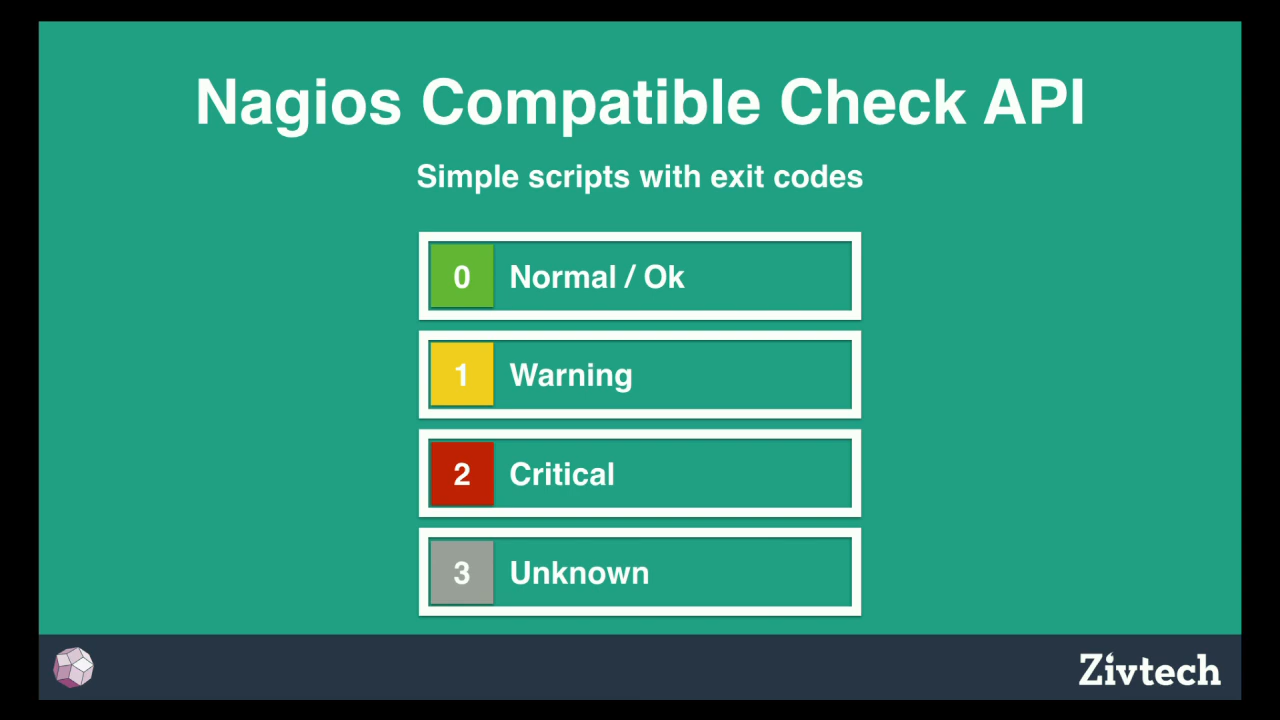 Nagios Compatible Check API
Simple scripts with exit codes
0 Normal / Ok
1 Warning
2 Critical
3 Unknown
Zivtech